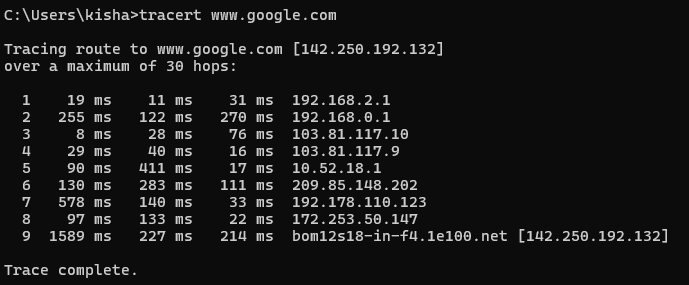 C:\Users\kisha>tracert www.google.com
Tracing route to www.google.com [142.250.192.132]
over a maximum of 30 hops:
1 19 ms 11 ms 31 ms 192.168.2.1
2 255 ms 122 ms 270 ms 192.168.0.1
3 8 ms 28 ms 76 ms 103.81.117.10
4 29 ms 40 ms 16 ms 103.81.117.9
5 90 ms 411 ms 17 ms 10.52.18.1
6 130 ms 283 ms 111 ms 209.85.148.202
7 578 ms 140 ms 33 ms 192.178.110.123
8 97 ms 133 ms 22 ms 172.253.50.147
9 1589 ms 227 ms 214 ms bom12s18-in-f4.1e100.net [142.250.192.132]
Trace complete.